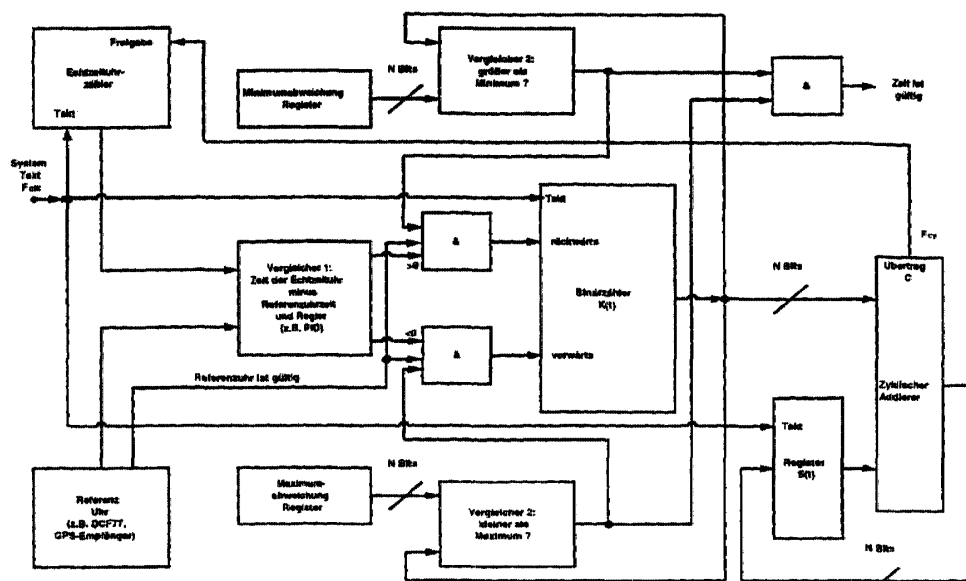 Freigabe
Echtzeituhr-
zähler
Takt
System
Takt
Minimumabweichung
Register
N Bits
Vergleicher 2:
größer als
Minimum ?
&
Zeit ist
gültig
Vergleicher 1:
Zeit der Echtzeituhr
minus
Referenzuhrzeit
und Regler
(z.B. PID)
>0
&
<0
&
Takt
rückwärts
Binärzähler
K(t)
vorwärts
N Bits
Fcy
Übertrag
C
Zyklischer
Addierer
Referenzuhr ist gültig
Takt
Register
S(t)
Referenz
Uhr
(z.B. DCF77,
GPS-Empfänger)
Maximum-
abweichung
Register
N Bits
Vergleicher 2:
kleiner als
Maximum ?
N Bits